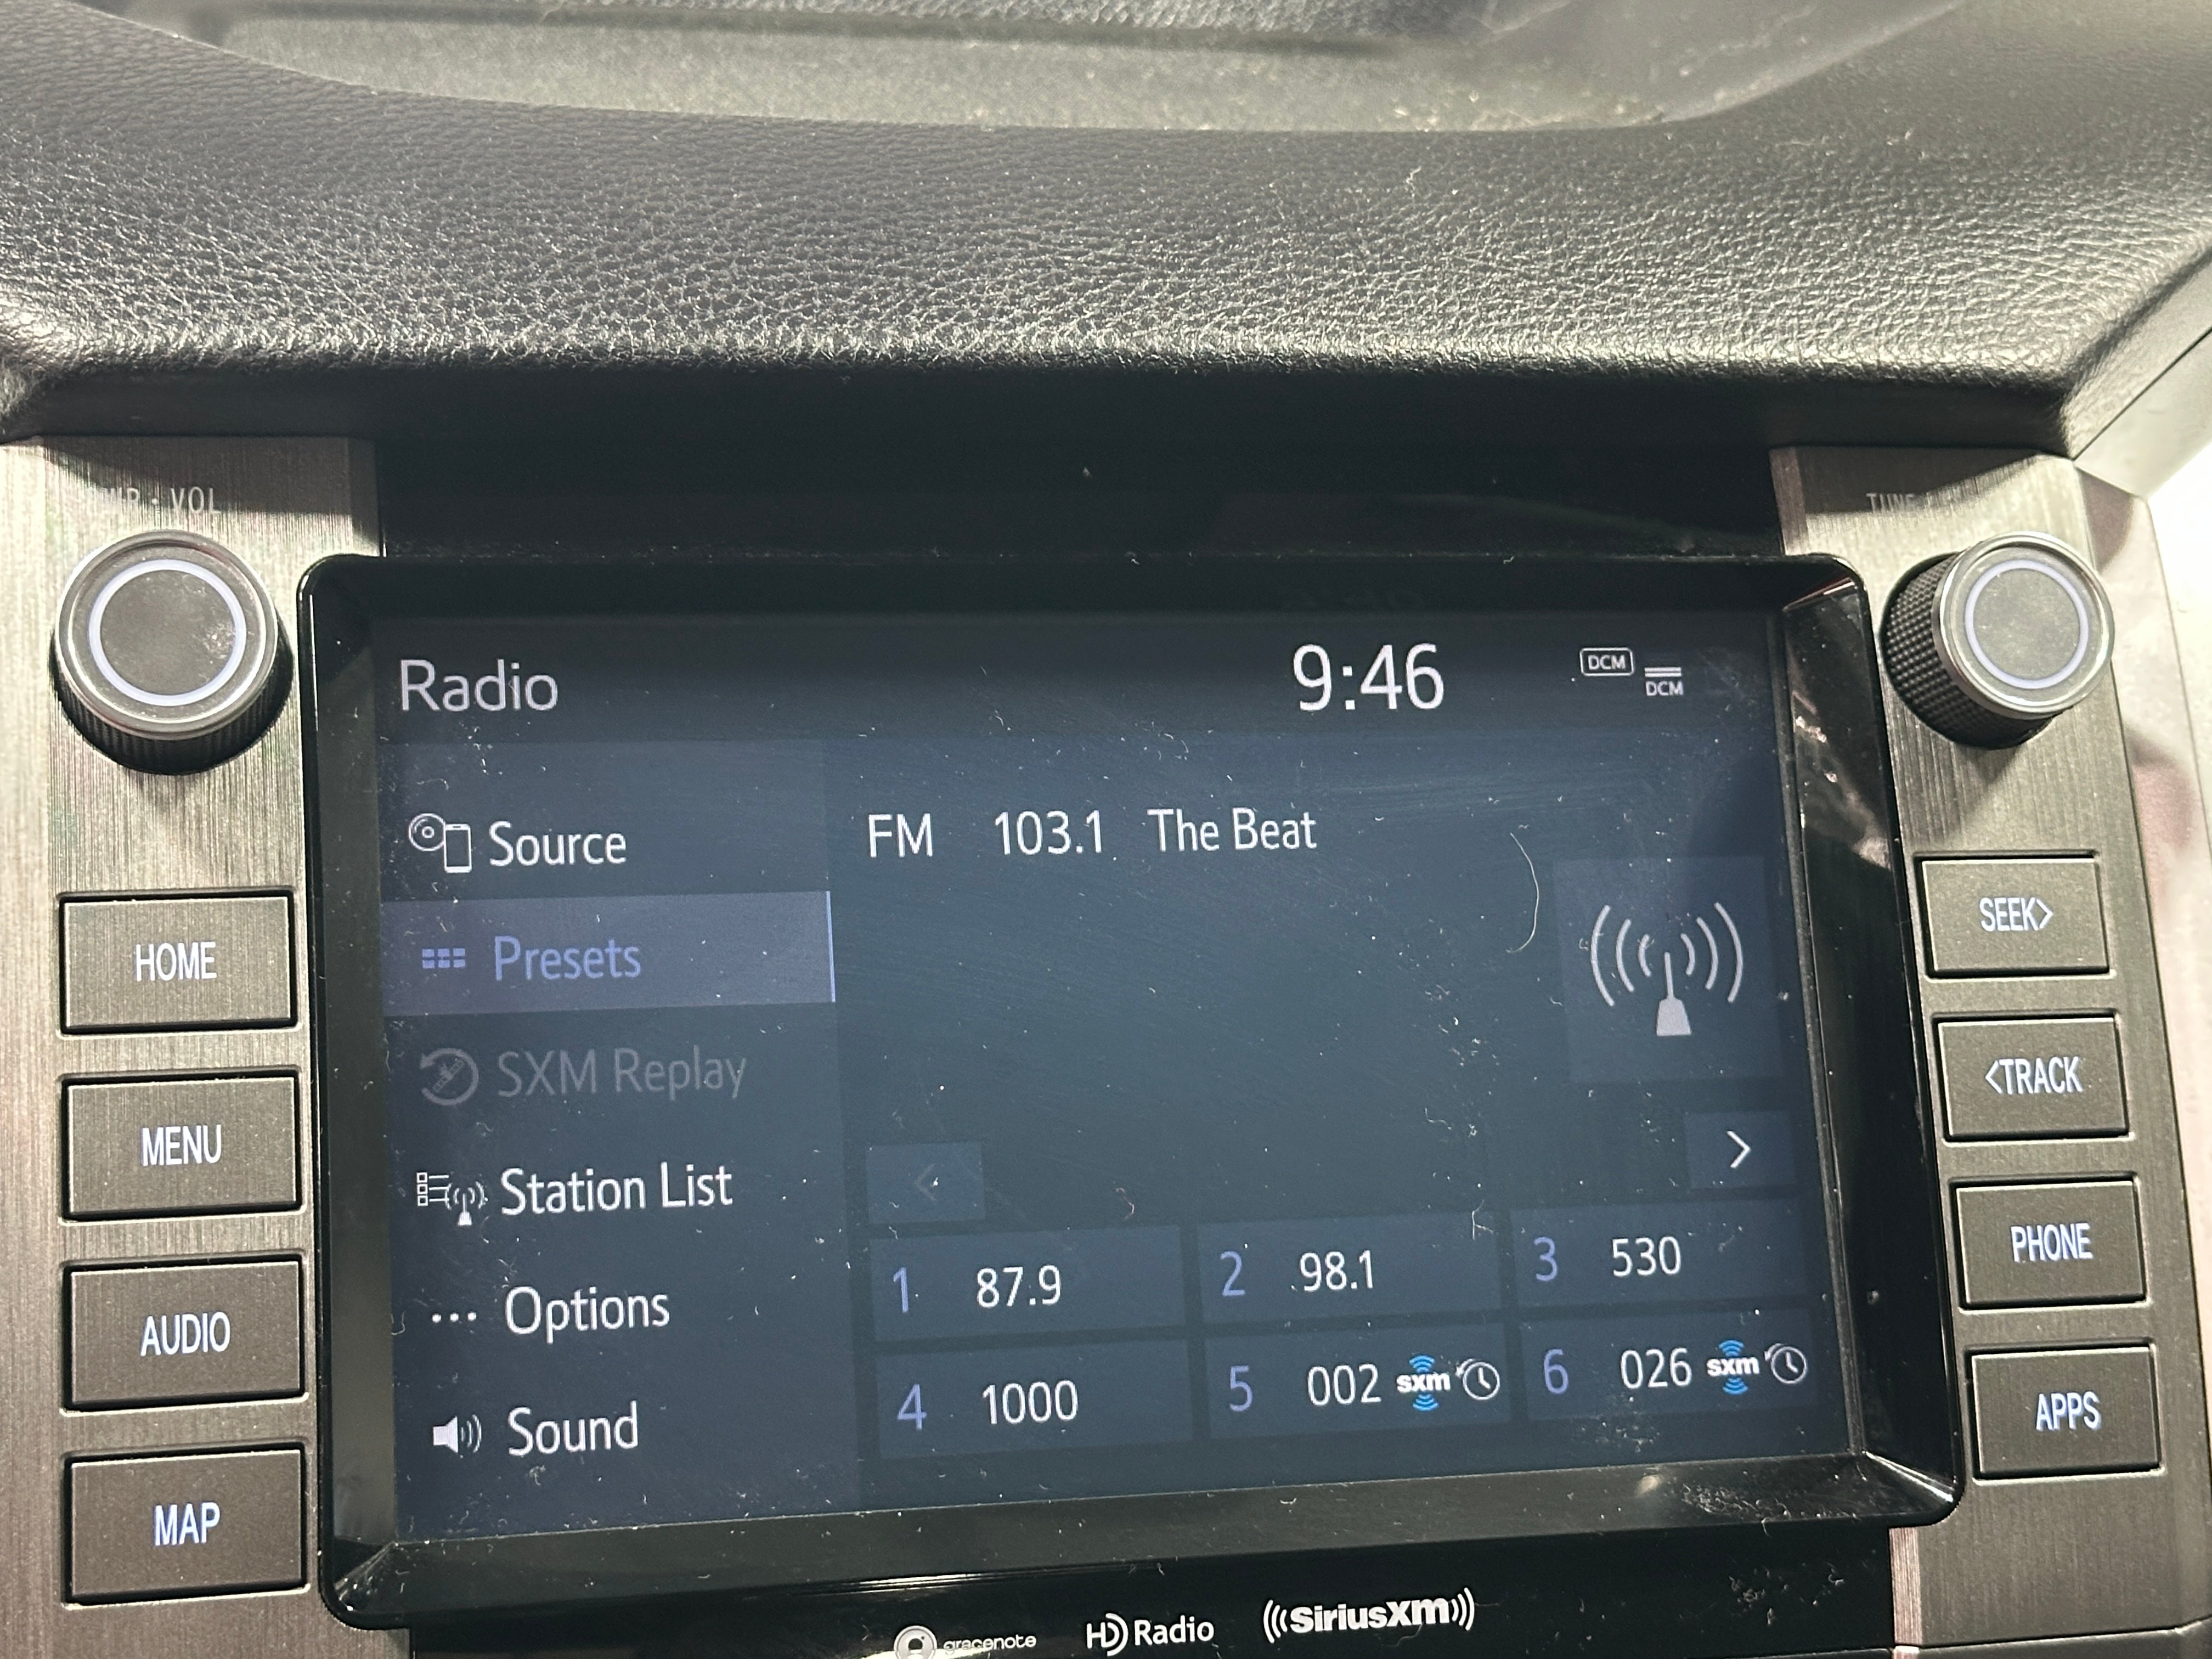 VOL
Radio
9:46
DCM
DCM
Source
FM 103.1 The Beat
Presets
SXM Replay
Station List
Options
Sound
1 87.9
2 98.1
3 530
4 1000
5 002 sxm
6 026 sxm
HOME
MENU
AUDIO
MAP
SEEK>
<TRACK
PHONE
APPS
gracenote
HD Radio
((SiriusXM))